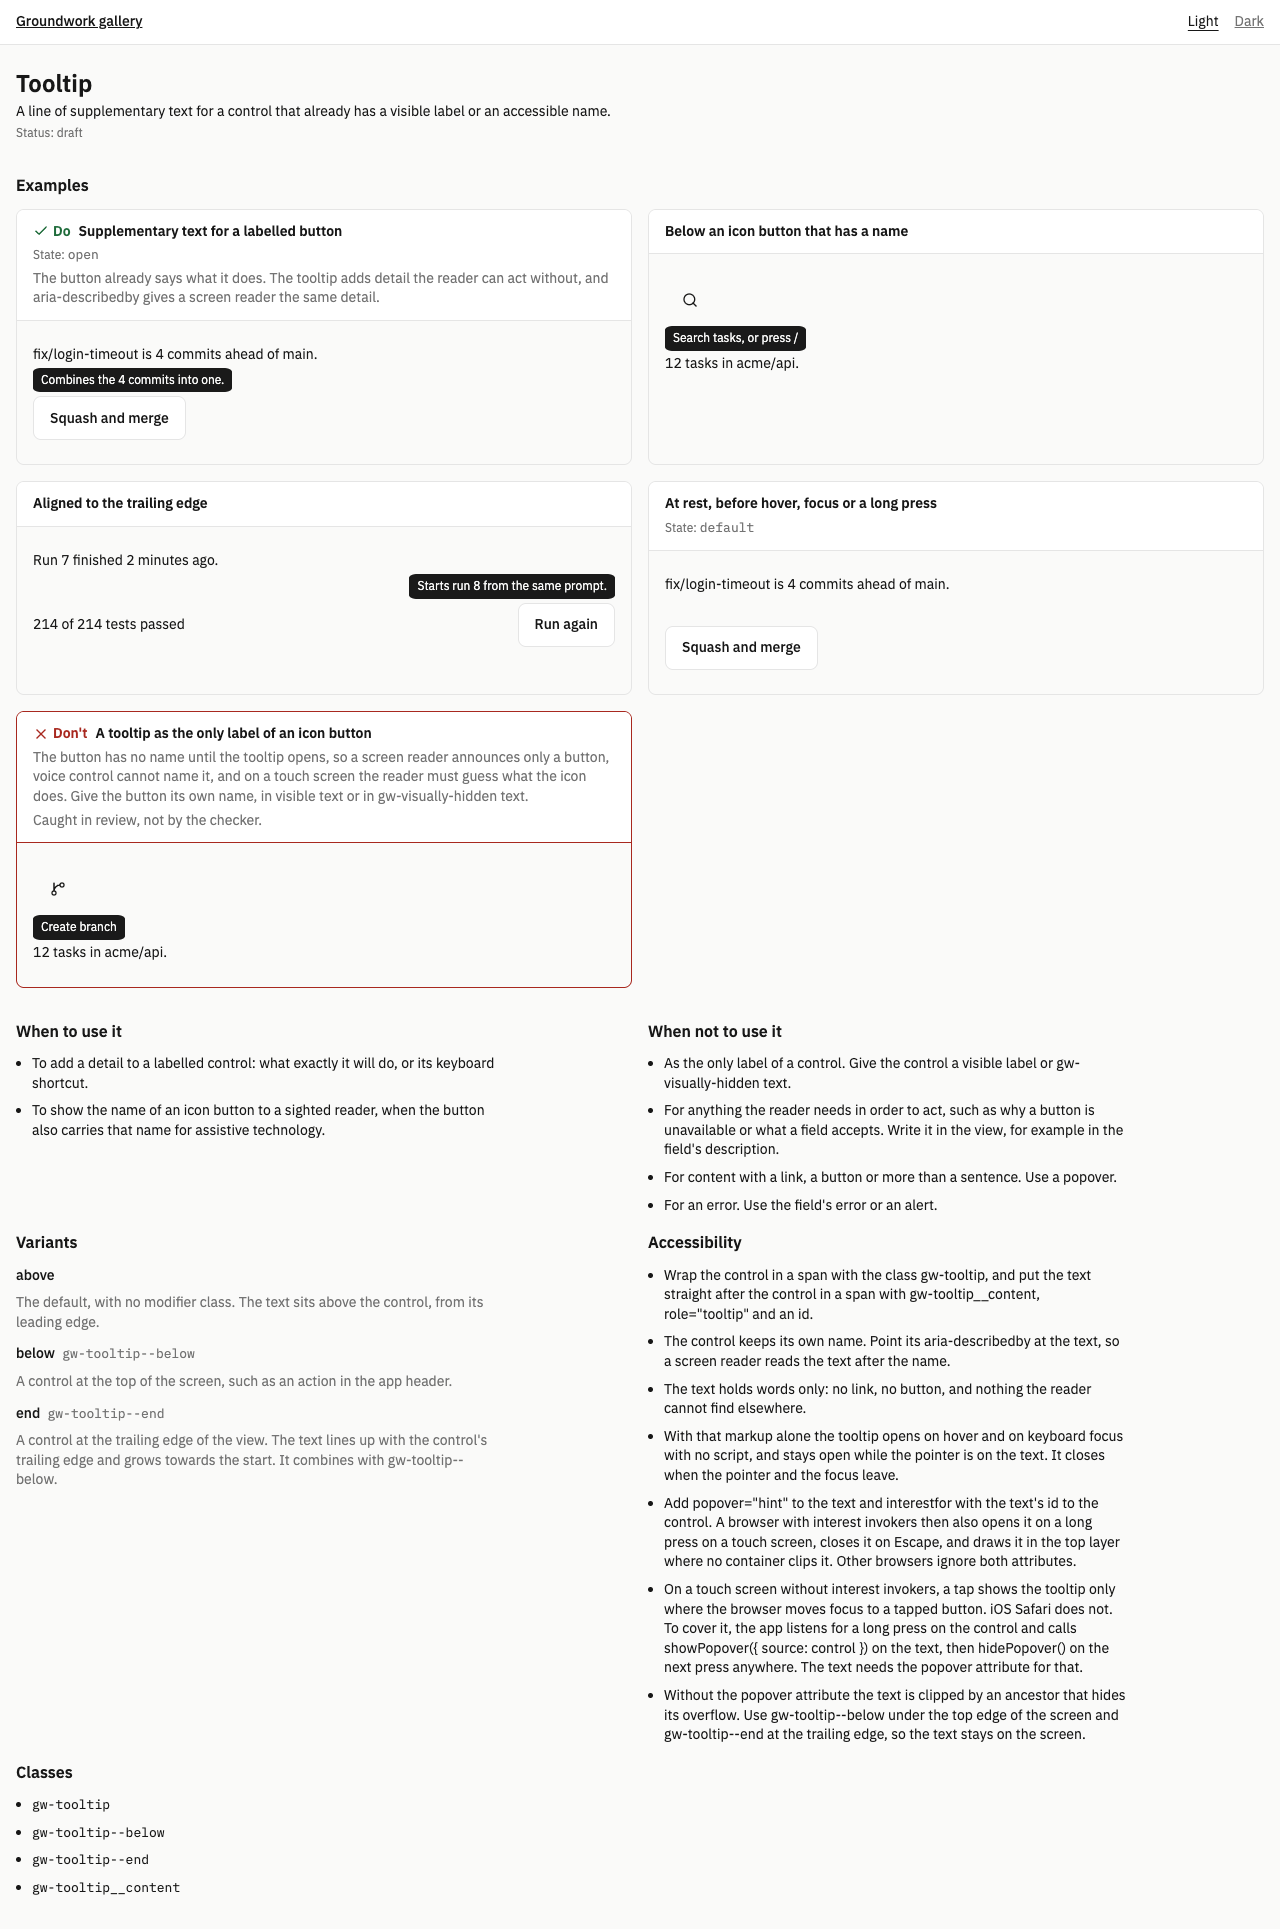 Groundwork gallery
Light Dark
Tooltip
A line of supplementary text for a control that already has a visible label or an accessible name.
Status: draft
Examples
Do Supplementary text for a labelled button
State: open
The button already says what it does. The tooltip adds detail the reader can act without, and
aria-describedby gives a screen reader the same detail.
fix/login-timeout is 4 commits ahead of main.
Combines the 4 commits into one.
Squash and merge
Below an icon button that has a name
Search tasks, or press /
12 tasks in acme/api.
Aligned to the trailing edge
Run 7 finished 2 minutes ago.
Starts run 8 from the same prompt.
214 of 214 tests passed
Run again
At rest, before hover, focus or a long press
State: default
fix/login-timeout is 4 commits ahead of main.
Squash and merge
Don't A tooltip as the only label of an icon button
The button has no name until the tooltip opens, so a screen reader announces only a button,
voice control cannot name it, and on a touch screen the reader must guess what the icon
does. Give the button its own name, in visible text or in gw-visually-hidden text.
Caught in review, not by the checker.
Create branch
12 tasks in acme/api.
When to use it
To add a detail to a labelled control: what exactly it will do, or its keyboard
shortcut.
To show the name of an icon button to a sighted reader, when the button
also carries that name for assistive technology.
When not to use it
As the only label of a control. Give the control a visible label or gw-
visually-hidden text.
For anything the reader needs in order to act, such as why a button is
unavailable or what a field accepts. Write it in the view, for example in the
field's description.
For content with a link, a button or more than a sentence. Use a popover.
For an error. Use the field's error or an alert.
Variants
above
The default, with no modifier class. The text sits above the control, from its
leading edge.
below gw-tooltip--below
A control at the top of the screen, such as an action in the app header.
end gw-tooltip--end
A control at the trailing edge of the view. The text lines up with the control's
trailing edge and grows towards the start. It combines with gw-tooltip--
below.
Accessibility
Wrap the control in a span with the class gw-tooltip, and put the text
straight after the control in a span with gw-tooltip__content,
role="tooltip" and an id.
The control keeps its own name. Point its aria-describedby at the text, so
a screen reader reads the text after the name.
The text holds words only: no link, no button, and nothing the reader
cannot find elsewhere.
With that markup alone the tooltip opens on hover and on keyboard focus
with no script, and stays open while the pointer is on the text. It closes
when the pointer and the focus leave.
Add popover="hint" to the text and interestfor with the text's id to the
control. A browser with interest invokers then also opens it on a long
press on a touch screen, closes it on Escape, and draws it in the top layer
where no container clips it. Other browsers ignore both attributes.
On a touch screen without interest invokers, a tap shows the tooltip only
where the browser moves focus to a tapped button. iOS Safari does not.
To cover it, the app listens for a long press on the control and calls
showPopover({ source: control }) on the text, then hidePopover() on the
next press anywhere. The text needs the popover attribute for that.
Without the popover attribute the text is clipped by an ancestor that hides
its overflow. Use gw-tooltip--below under the top edge of the screen and
gw-tooltip--end at the trailing edge, so the text stays on the screen.
Classes
gw-tooltip
gw-tooltip--below
gw-tooltip--end
gw-tooltip__content